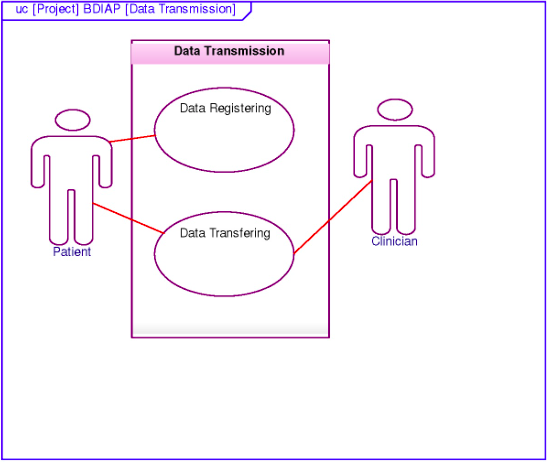 uc [Project] BDIAP [Data Transmission]
Data Transmission
Data Registering
Data Transfering
Patient
Clinician